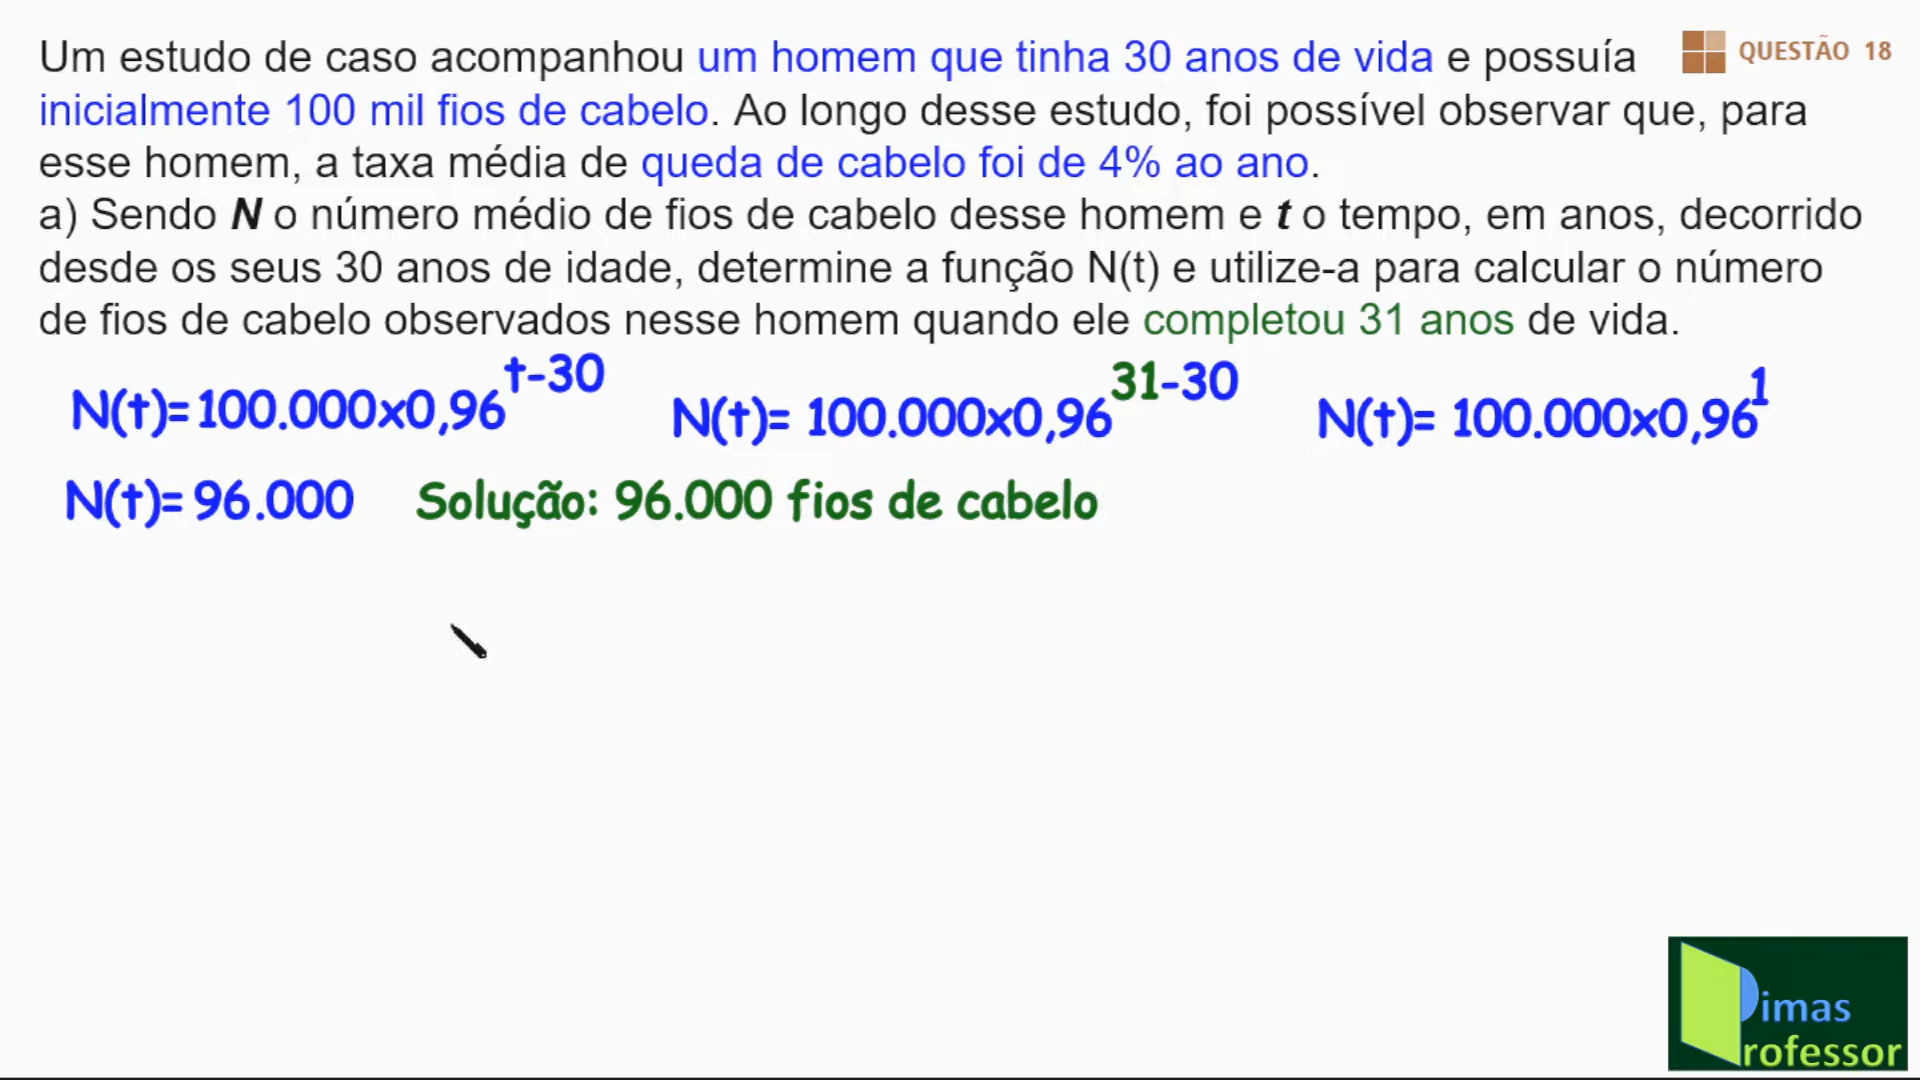 Um estudo de caso acompanhou um homem que tinha 30 anos de vida e possuía
QUESTÃO 18
inicialmente 100 mil fios de cabelo. Ao longo desse estudo, foi possível observar que, para
esse homem, a taxa média de queda de cabelo foi de 4% ao ano.
a) Sendo N o número médio de fios de cabelo desse homem e t o tempo, em anos, decorrido
desde os seus 30 anos de idade, determine a função N(t) e utilize-a para calcular o número
de fios de cabelo observados nesse homem quando ele completou 31 anos de vida.
N(t)=100.000x0,96^t-30 N(t)= 100.000x0,96^31-30 N(t)= 100.000x0,96^1
N(t)=96.000 Solução: 96.000 fios de cabelo
Dimas
Professor